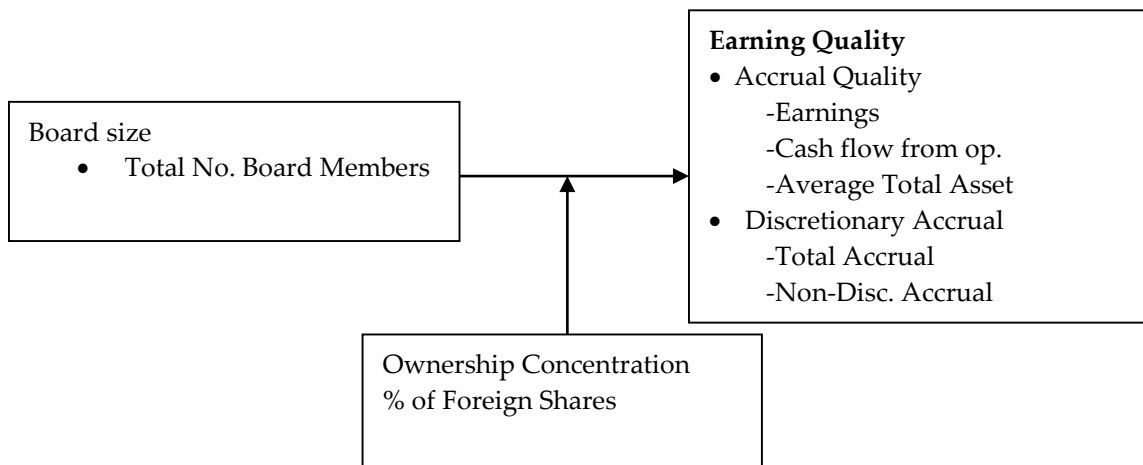 Board size
• Total No. Board Members
Earning Quality
• Accrual Quality
-Earnings
-Cash flow from op.
-Average Total Asset
• Discretionary Accrual
-Total Accrual
-Non-Disc. Accrual
Ownership Concentration
% of Foreign Shares